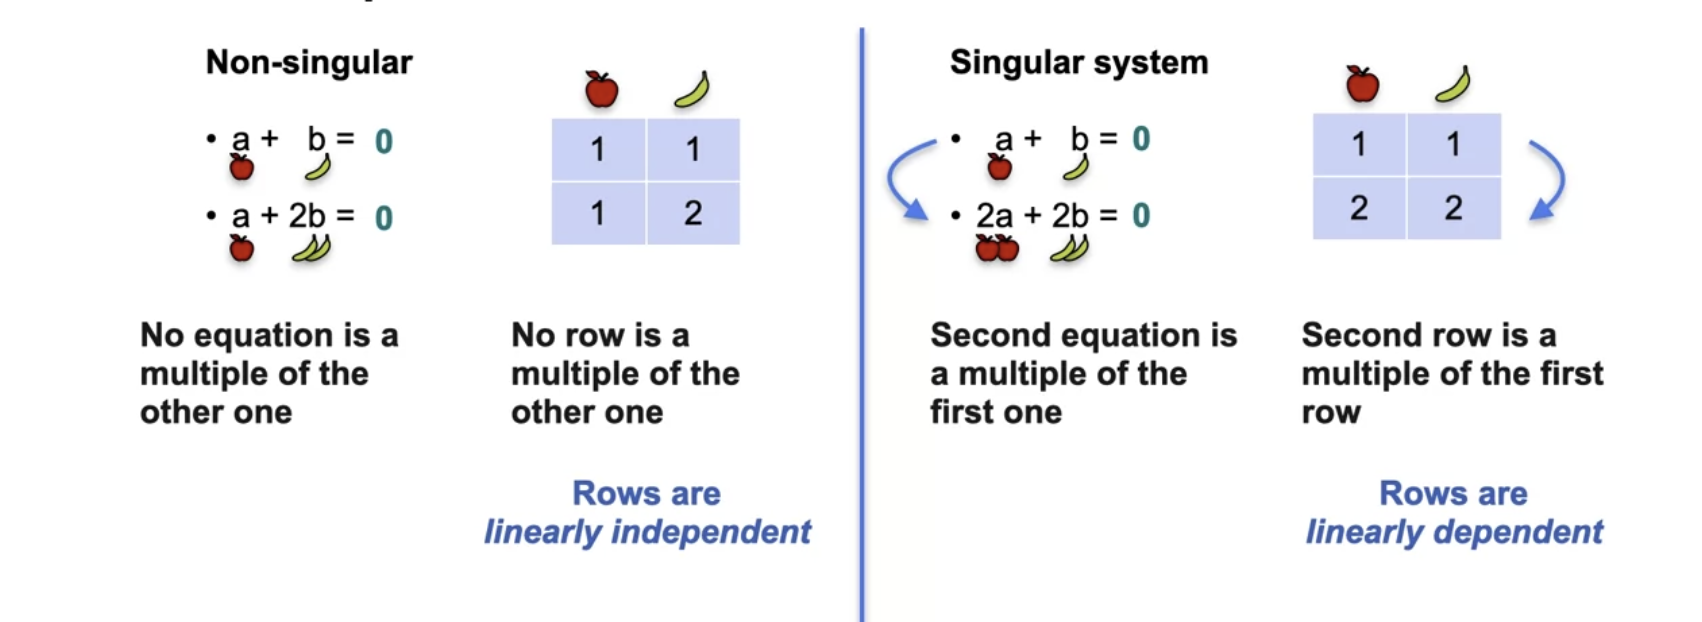 Non-singular
• a + b = 0
• a + 2b = 0
1 1
1 2
No equation is a
multiple of the
other one
No row is a
multiple of the
other one
Rows are
linearly independent
Singular system
• a + b = 0
• 2a + 2b = 0
1 1
2 2
Second equation is
a multiple of the
first one
Second row is a
multiple of the first
row
Rows are
linearly dependent